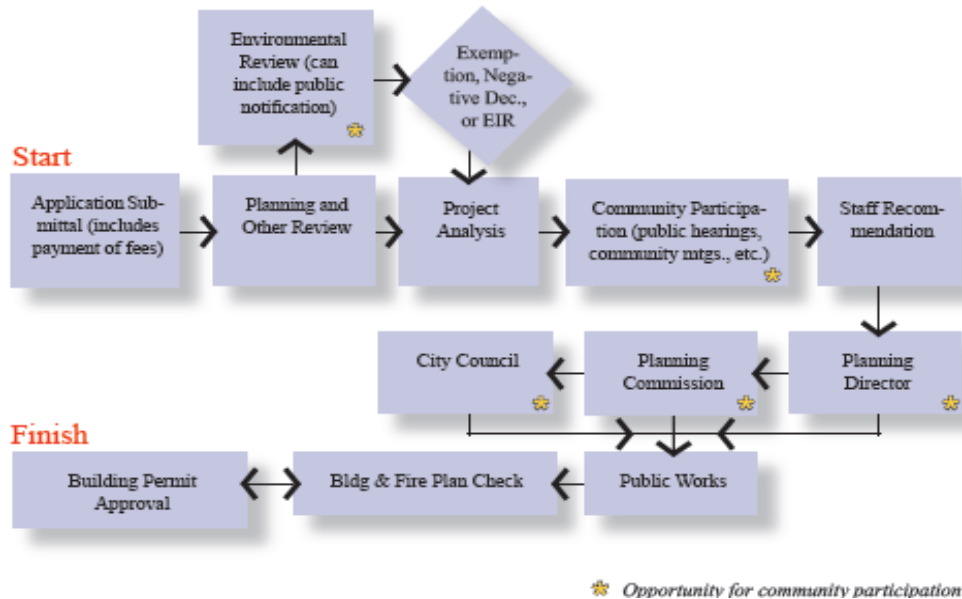 Environmental
Review (can
include public
notification)
Exemp-
tion, Nega-
tive Dec.,
or EIR
Start
Application Sub-
mittal (includes
payment of fees)
Planning and
Other Review
Project
Analysis
Community Participa-
tion (public hearings,
community mtgs., etc.)
Staff Recom-
mendation
City Council
Planning
Commission
Planning
Director
Finish
Building Permit
Approval
Bldg & Fire Plan Check
Public Works
Opportunity for community participation